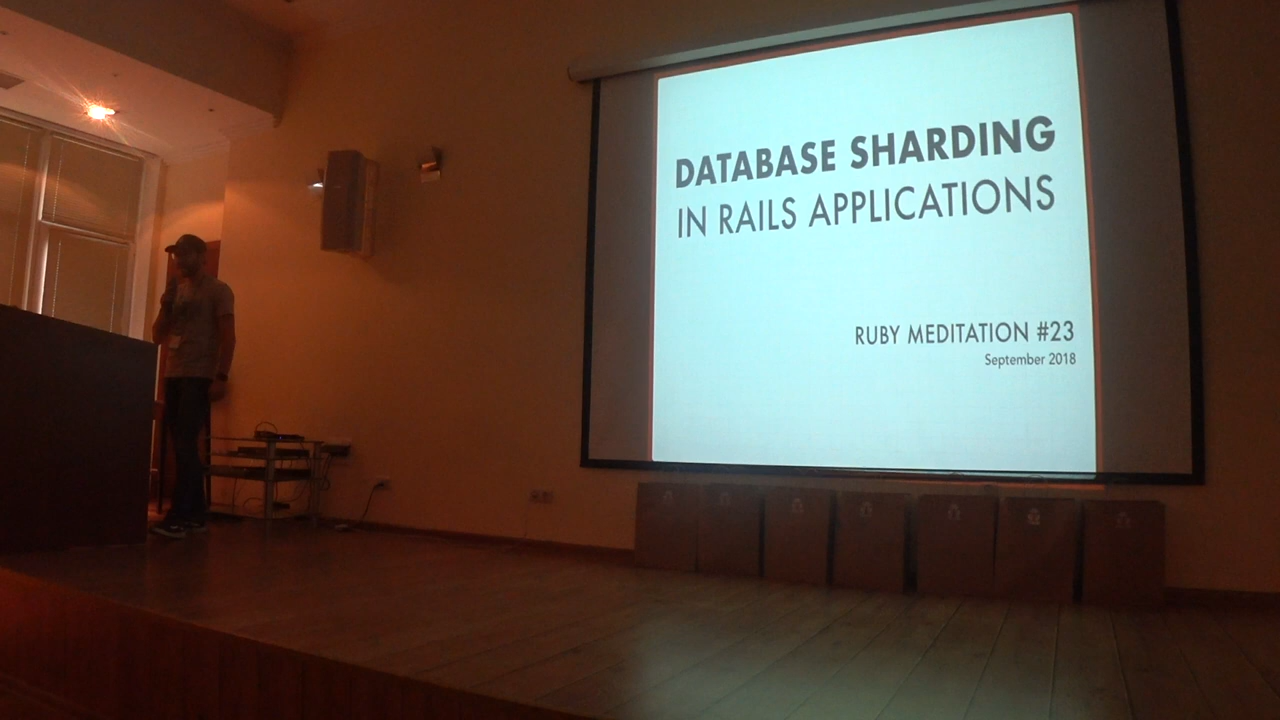 DATABASE SHARDING
IN RAILS APPLICATIONS
RUBY MEDITATION #23
September 2018